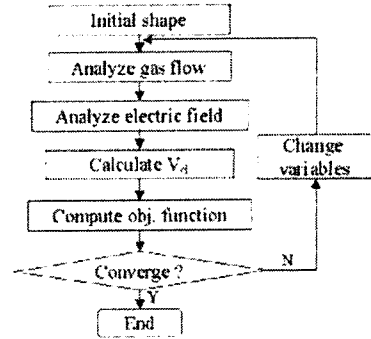 Initial shape
Analyze gas flow
Analyze electric field
Calculate V_d
Compute obj. function
Converge ?
N
Y
End
Change
variables